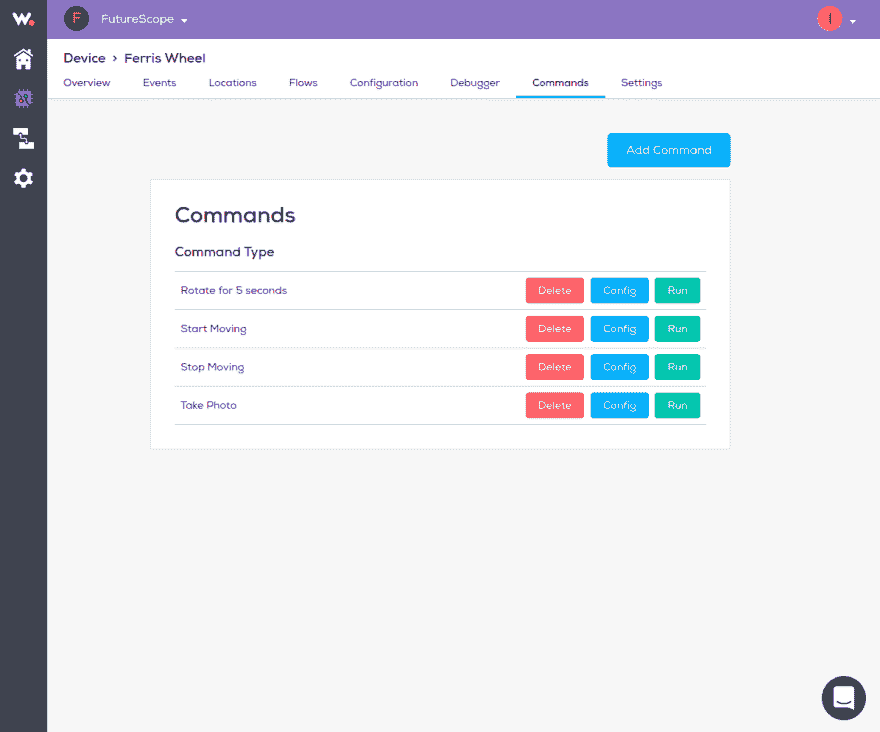 W.
F FutureScope
I
Device > Ferris Wheel
Overview Events Locations Flows Configuration Debugger Commands Settings
Add Command
Commands
Command Type
Rotate for 5 seconds Delete Config Run
Start Moving Delete Config Run
Stop Moving Delete Config Run
Take Photo Delete Config Run